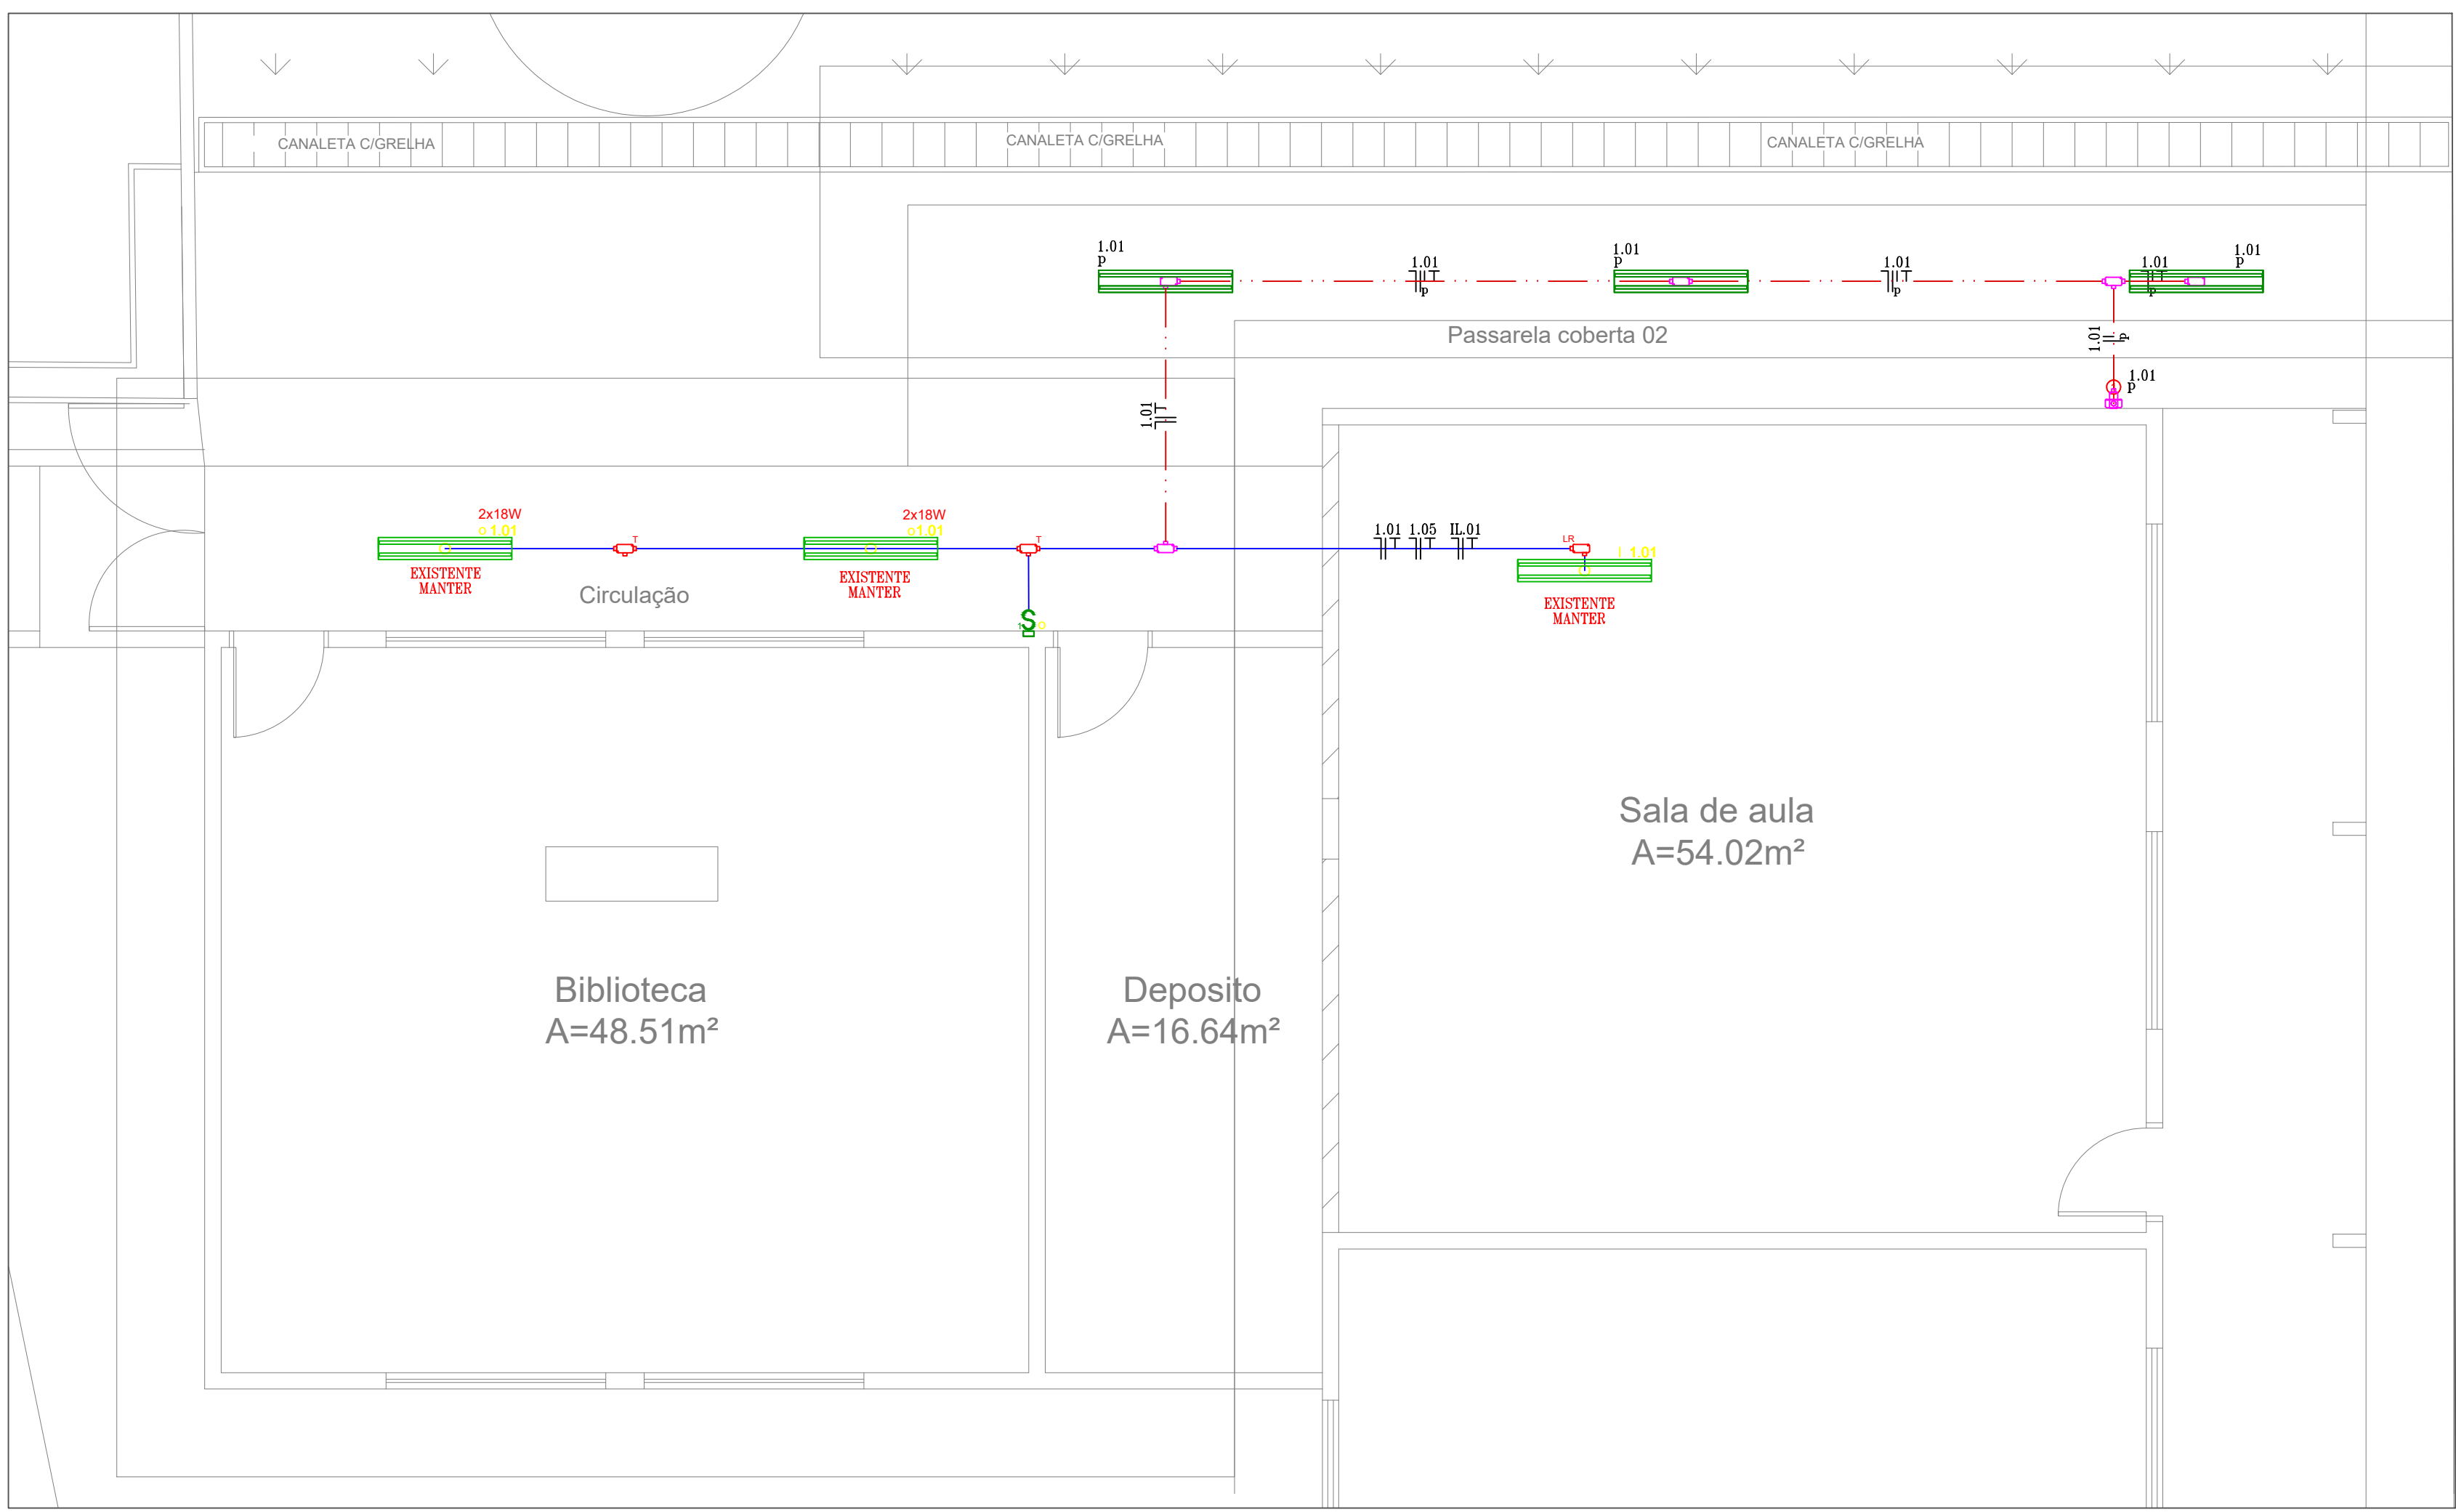 CANALETA C/GRELHA
CANALETA C/GRELHA
CANALETA C/GRELHA
1.01
p
1.01
p
1.01
p
1.01
p
1.01
p
1.01
p
Passarela coberta 02
1.01
p
1.01
p
1.01
2x18W
o 1.01
EXISTENTE
MANTER
T
2x18W
o1.01
EXISTENTE
MANTER
T
1.01 1.05 IL.01
LR
l 1.01
EXISTENTE
MANTER
Circulação
S
1
o
Sala de aula
A=54.02m²
Biblioteca
A=48.51m²
Deposito
A=16.64m²